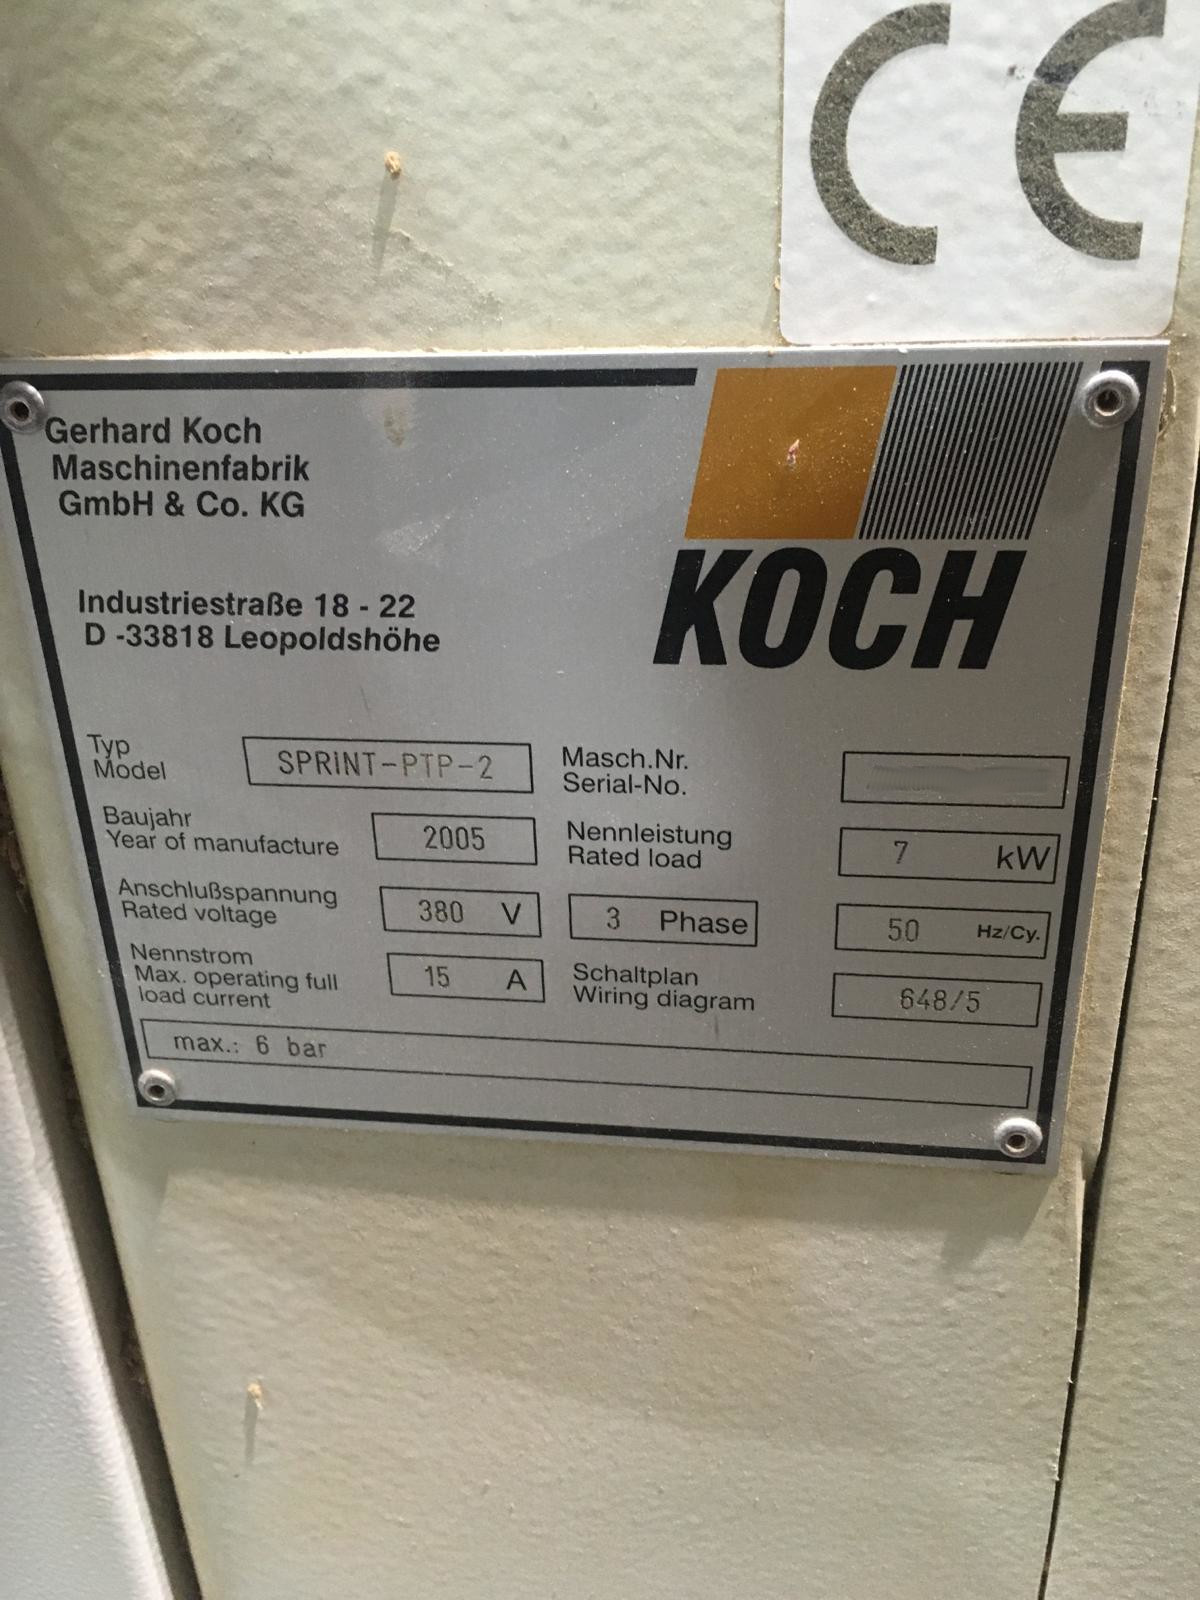 CE
Gerhard Koch
Maschinenfabrik
GmbH & Co. KG
KOCH
Industriestraße 18 - 22
D -33818 Leopoldshöhe
Typ
Model
SPRINT-PTP-2
Masch.Nr.
Serial-No.
Baujahr
Year of manufacture
2005
Nennleistung
Rated load
7 kW
Anschlußspannung
Rated voltage
380 V
3 Phase
50 Hz/Cy.
Nennstrom
Max. operating full
load current
15 A
Schaltplan
Wiring diagram
648/5
max.: 6 bar